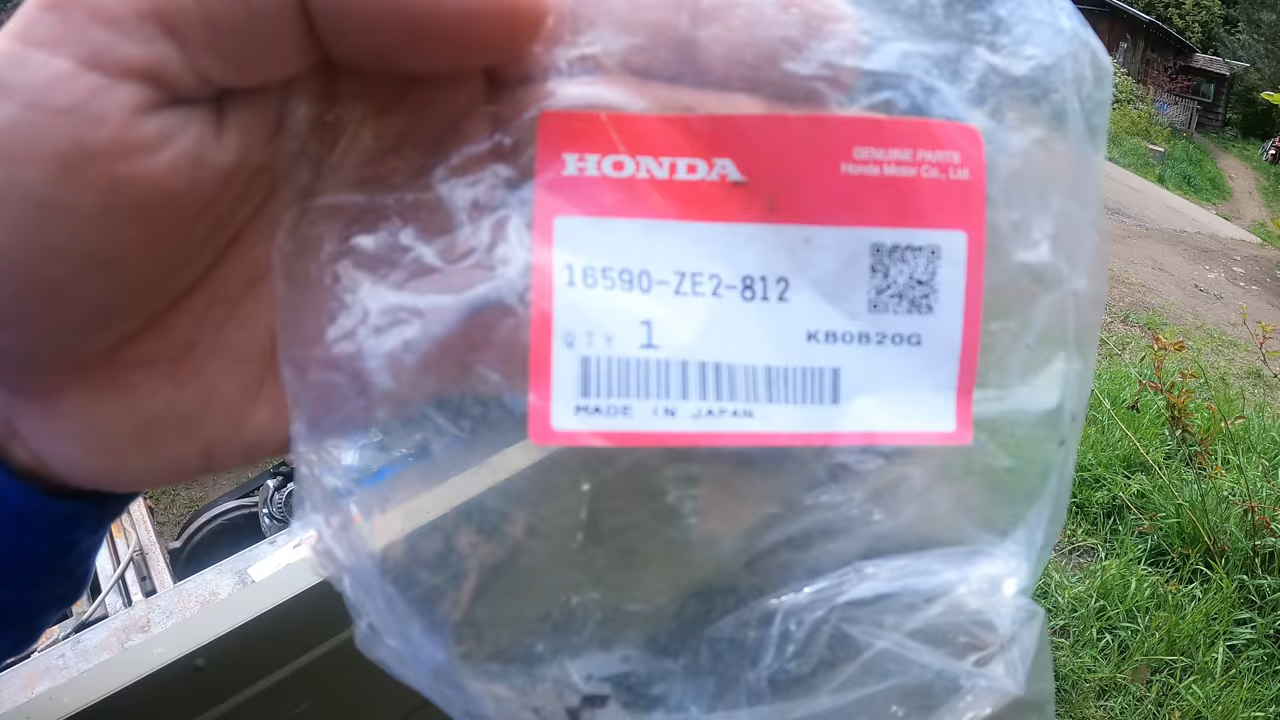 HONDA
GENUINE PARTS
Honda Motor Co., Ltd.
16590-ZE2-812
QTY 1
KB0B20G
MADE IN JAPAN